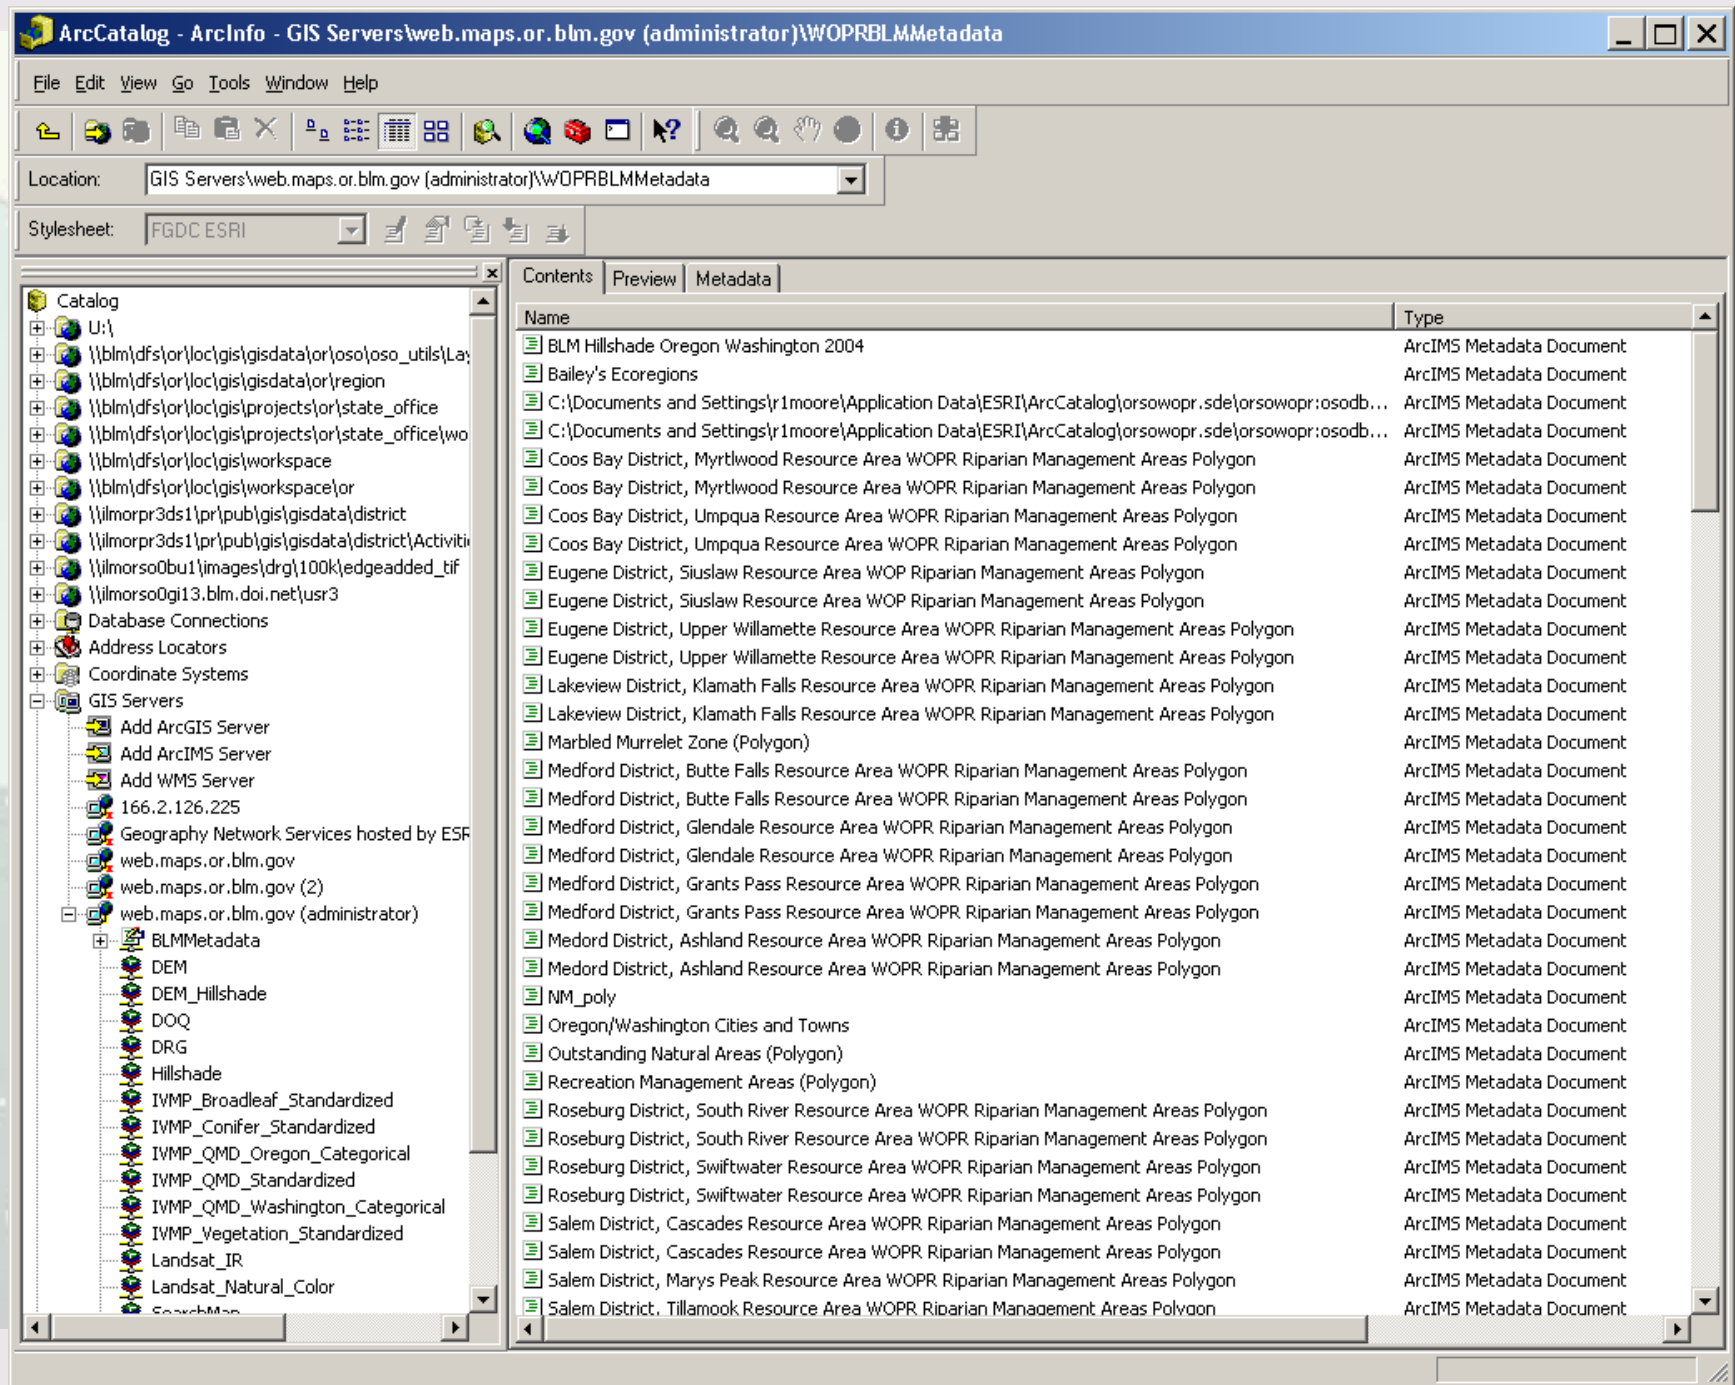 ArcCatalog - ArcInfo - GIS Servers\web.maps.or.blm.gov (administrator)\WOPRBLMMetadata
File Edit View Go Tools Window Help
Location: GIS Servers\web.maps.or.blm.gov (administrator)\WOPRBLMMetadata
Stylesheet: FGDC ESRI
Catalog
U:\
\\blm\dfs\or\loc\gis\gisdata\or\oso\oso_utils\Lay
\\blm\dfs\or\loc\gis\gisdata\or\region
\\blm\dfs\or\loc\gis\projects\or\state_office
\\blm\dfs\or\loc\gis\projects\or\state_office\wo
\\blm\dfs\or\loc\gis\workspace
\\blm\dfs\or\loc\gis\workspace\or
\\ilmorpr3ds1\pr\pub\gis\gisdata\district
\\ilmorpr3ds1\pr\pub\gis\gisdata\district\Activiti
\\ilmorso0bu1\images\drg\100k\edgeadded_tif
\\ilmorso0gi13.blm.doi.net\usr3
Database Connections
Address Locators
Coordinate Systems
GIS Servers
Add ArcGIS Server
Add ArcIMS Server
Add WMS Server
166.2.126.225
Geography Network Services hosted by ESR
web.maps.or.blm.gov
web.maps.or.blm.gov (2)
web.maps.or.blm.gov (administrator)
BLMMetadata
DEM
DEM_Hillshade
DOQ
DRG
Hillshade
IVMP_Broadleaf_Standardized
IVMP_Conifer_Standardized
IVMP_QMD_Oregon_Categorical
IVMP_QMD_Standardized
IVMP_QMD_Washington_Categorical
IVMP_Vegetation_Standardized
Landsat_IR
Landsat_Natural_Color
SearchMap
Contents Preview Metadata
Name Type
BLM Hillshade Oregon Washington 2004 ArcIMS Metadata Document
Bailey's Ecoregions ArcIMS Metadata Document
C:\Documents and Settings\r1moore\Application Data\ESRI\ArcCatalog\orsowopr.sde\orsowopr:osodb... ArcIMS Metadata Document
C:\Documents and Settings\r1moore\Application Data\ESRI\ArcCatalog\orsowopr.sde\orsowopr:osodb... ArcIMS Metadata Document
Coos Bay District, Myrtlwood Resource Area WOPR Riparian Management Areas Polygon ArcIMS Metadata Document
Coos Bay District, Myrtlwood Resource Area WOPR Riparian Management Areas Polygon ArcIMS Metadata Document
Coos Bay District, Umpqua Resource Area WOPR Riparian Management Areas Polygon ArcIMS Metadata Document
Coos Bay District, Umpqua Resource Area WOPR Riparian Management Areas Polygon ArcIMS Metadata Document
Eugene District, Siuslaw Resource Area WOP Riparian Management Areas Polygon ArcIMS Metadata Document
Eugene District, Siuslaw Resource Area WOP Riparian Management Areas Polygon ArcIMS Metadata Document
Eugene District, Upper Willamette Resource Area WOPR Riparian Management Areas Polygon ArcIMS Metadata Document
Eugene District, Upper Willamette Resource Area WOPR Riparian Management Areas Polygon ArcIMS Metadata Document
Lakeview District, Klamath Falls Resource Area WOPR Riparian Management Areas Polygon ArcIMS Metadata Document
Lakeview District, Klamath Falls Resource Area WOPR Riparian Management Areas Polygon ArcIMS Metadata Document
Marbled Murrelet Zone (Polygon) ArcIMS Metadata Document
Medford District, Butte Falls Resource Area WOPR Riparian Management Areas Polygon ArcIMS Metadata Document
Medford District, Butte Falls Resource Area WOPR Riparian Management Areas Polygon ArcIMS Metadata Document
Medford District, Glendale Resource Area WOPR Riparian Management Areas Polygon ArcIMS Metadata Document
Medford District, Glendale Resource Area WOPR Riparian Management Areas Polygon ArcIMS Metadata Document
Medford District, Grants Pass Resource Area WOPR Riparian Management Areas Polygon ArcIMS Metadata Document
Medford District, Grants Pass Resource Area WOPR Riparian Management Areas Polygon ArcIMS Metadata Document
Medord District, Ashland Resource Area WOPR Riparian Management Areas Polygon ArcIMS Metadata Document
Medord District, Ashland Resource Area WOPR Riparian Management Areas Polygon ArcIMS Metadata Document
NM_poly ArcIMS Metadata Document
Oregon/Washington Cities and Towns ArcIMS Metadata Document
Outstanding Natural Areas (Polygon) ArcIMS Metadata Document
Recreation Management Areas (Polygon) ArcIMS Metadata Document
Roseburg District, South River Resource Area WOPR Riparian Management Areas Polygon ArcIMS Metadata Document
Roseburg District, South River Resource Area WOPR Riparian Management Areas Polygon ArcIMS Metadata Document
Roseburg District, Swiftwater Resource Area WOPR Riparian Management Areas Polygon ArcIMS Metadata Document
Roseburg District, Swiftwater Resource Area WOPR Riparian Management Areas Polygon ArcIMS Metadata Document
Salem District, Cascades Resource Area WOPR Riparian Management Areas Polygon ArcIMS Metadata Document
Salem District, Cascades Resource Area WOPR Riparian Management Areas Polygon ArcIMS Metadata Document
Salem District, Marys Peak Resource Area WOPR Riparian Management Areas Polygon ArcIMS Metadata Document
Salem District, Tillamook Resource Area WOPR Riparian Management Areas Polygon ArcIMS Metadata Document